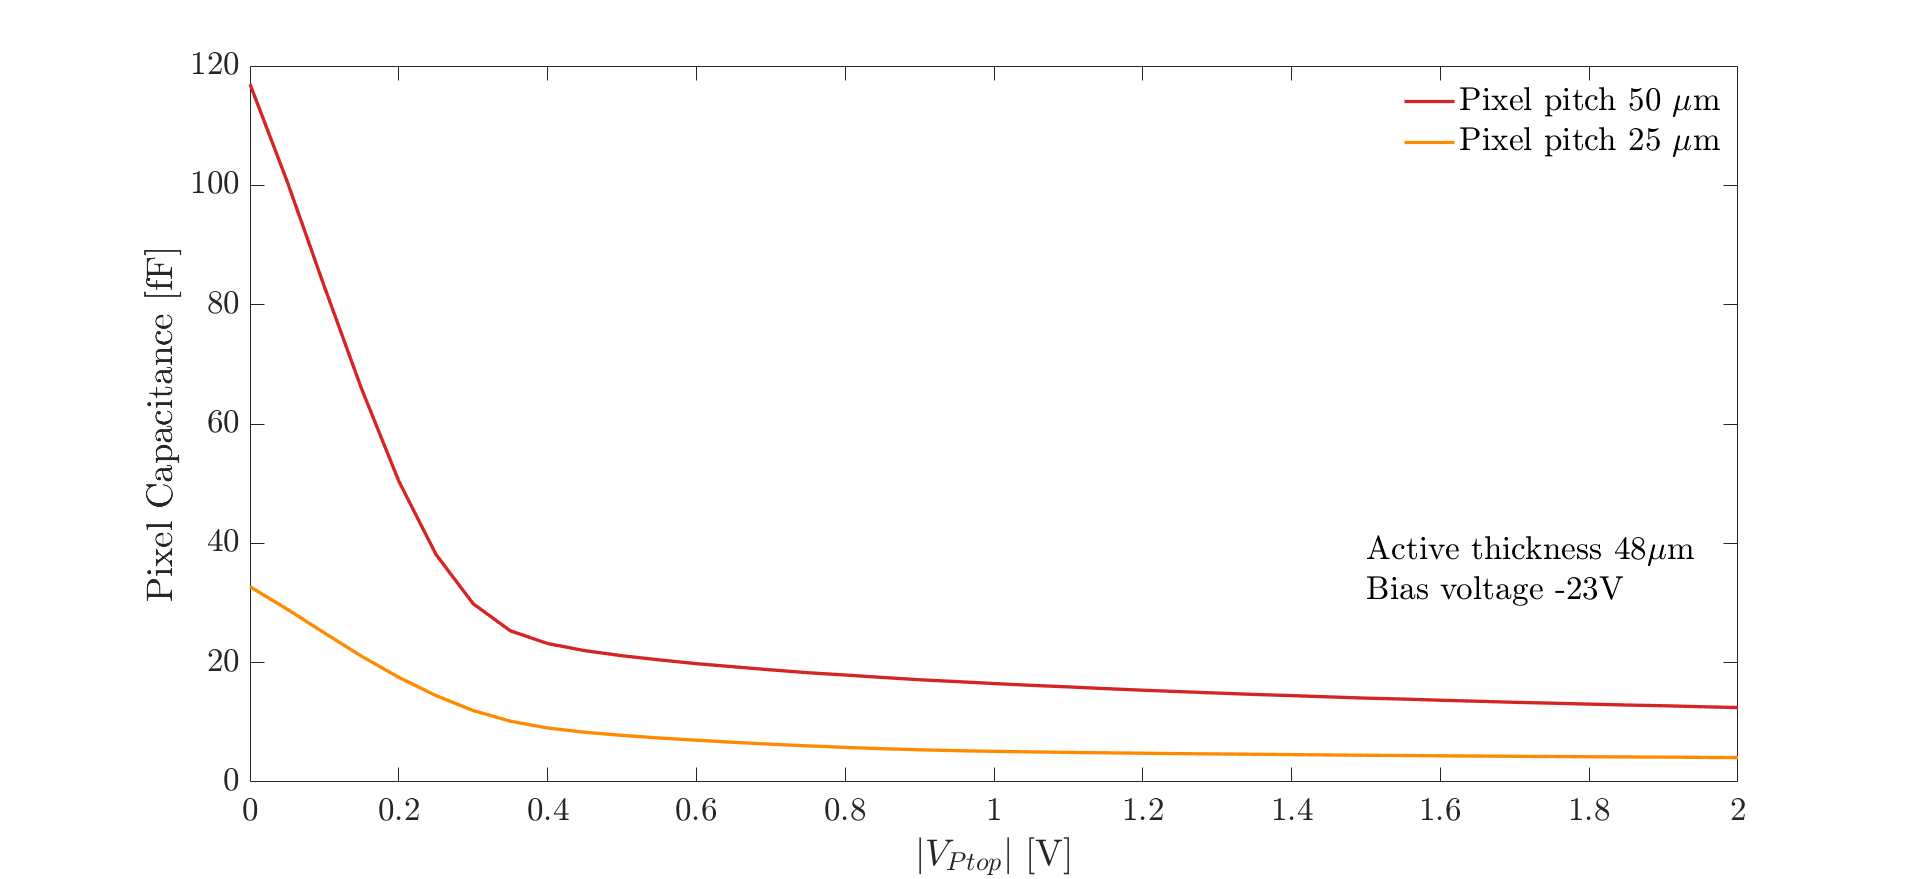 120
100
80
60
40
20
0
Pixel Capacitance [fF]
Pixel pitch 50 μm
Pixel pitch 25 μm
Active thickness 48μm
Bias voltage -23V
0 0.2 0.4 0.6 0.8 1 1.2 1.4 1.6 1.8 2
|V_{Ptop}| [V]